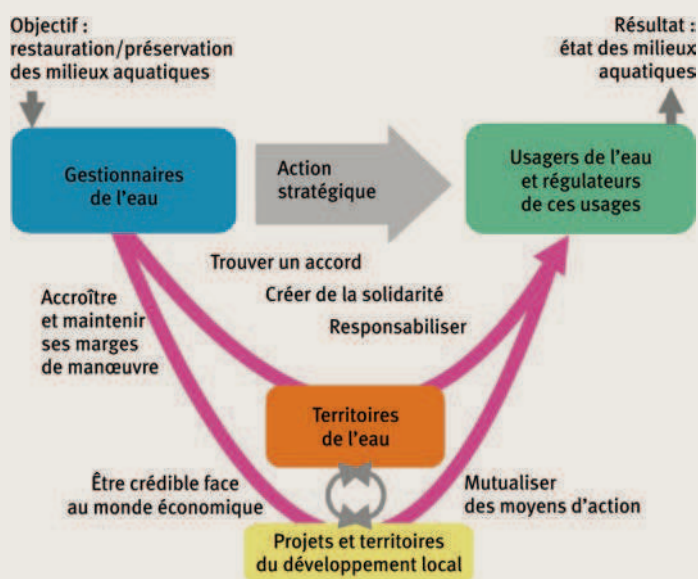 Objectif :
restauration/préservation
des milieux aquatiques
Résultat :
état des milieux
aquatiques
Gestionnaires
de l’eau
Action
stratégique
Usagers de l’eau
et régulateurs
de ces usages
Trouver un accord
Créer de la solidarité
Responsabiliser
Accroître
et maintenir
ses marges
de manœuvre
Territoires
de l’eau
Être crédible face
au monde économique
Mutualiser
des moyens d’action
Projets et territoires
du développement local